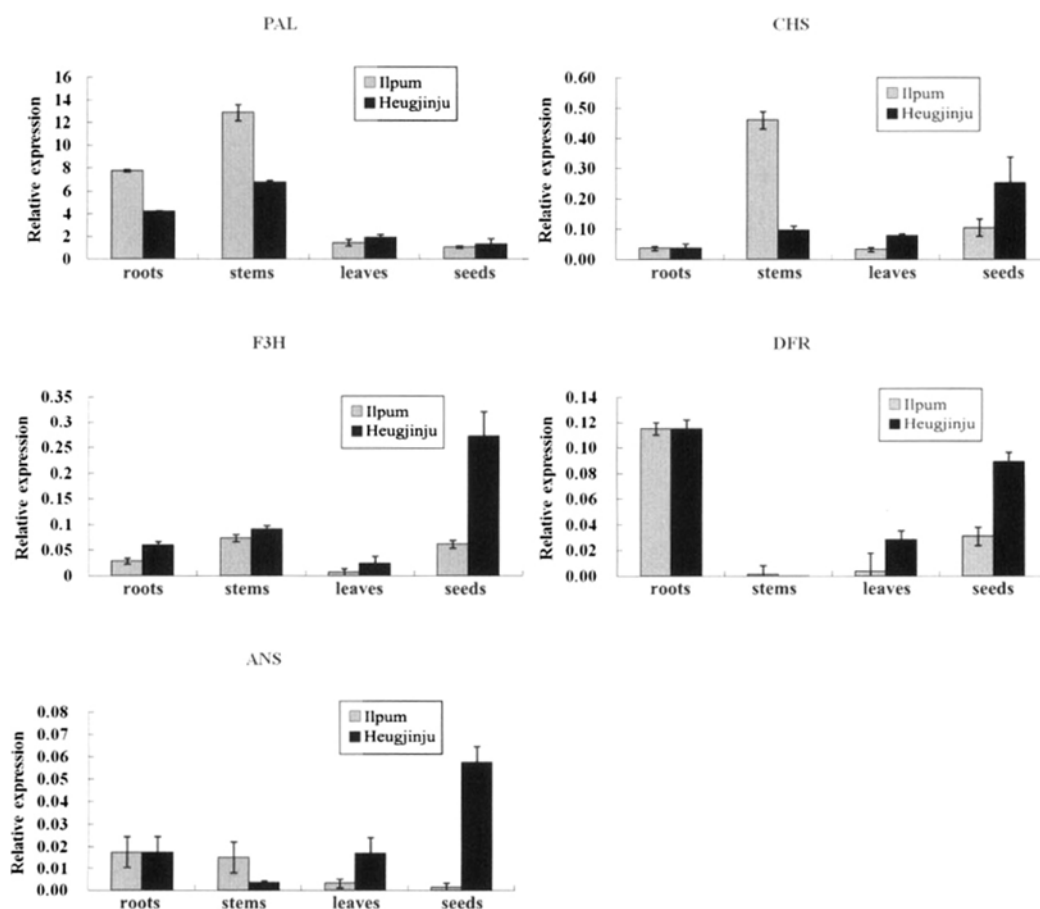 PAL
CHS
Relative expression
16
14
12
10
8
6
4
2
0
Ilpum
Heugjinju
roots stems leaves seeds
Relative expression
0.60
0.50
0.40
0.30
0.20
0.10
0.00
Ilpum
Heugjinju
roots stems leaves seeds
F3H
DFR
Relative expression
0.35
0.3
0.25
0.2
0.15
0.1
0.05
0
Ilpum
Heugjinju
roots stems leaves seeds
Relative expression
0.14
0.12
0.10
0.08
0.06
0.04
0.02
0.00
Ilpum
Heugjinju
roots stems leaves seeds
ANS
Relative expression
0.08
0.07
0.06
0.05
0.04
0.03
0.02
0.01
0.00
Ilpum
Heugjinju
roots stems leaves seeds